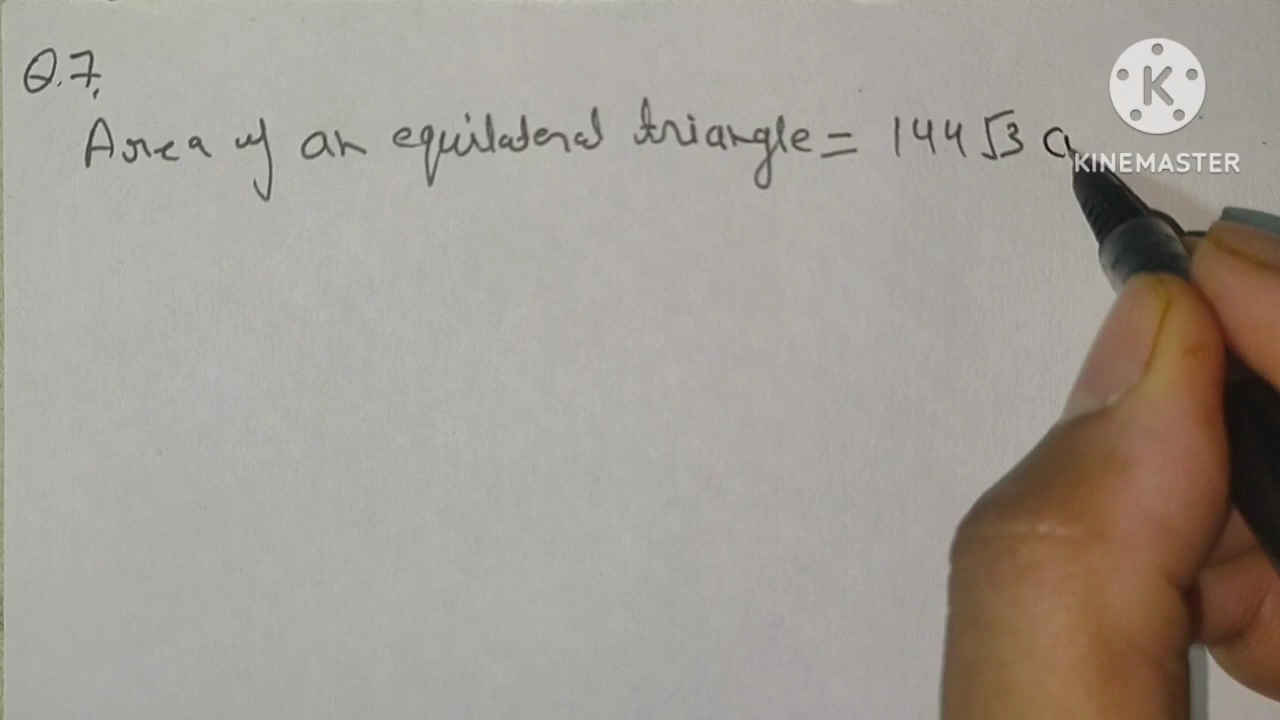 Q.7.
Area of an equilateral triangle = 144√3 c
K
KINEMASTER